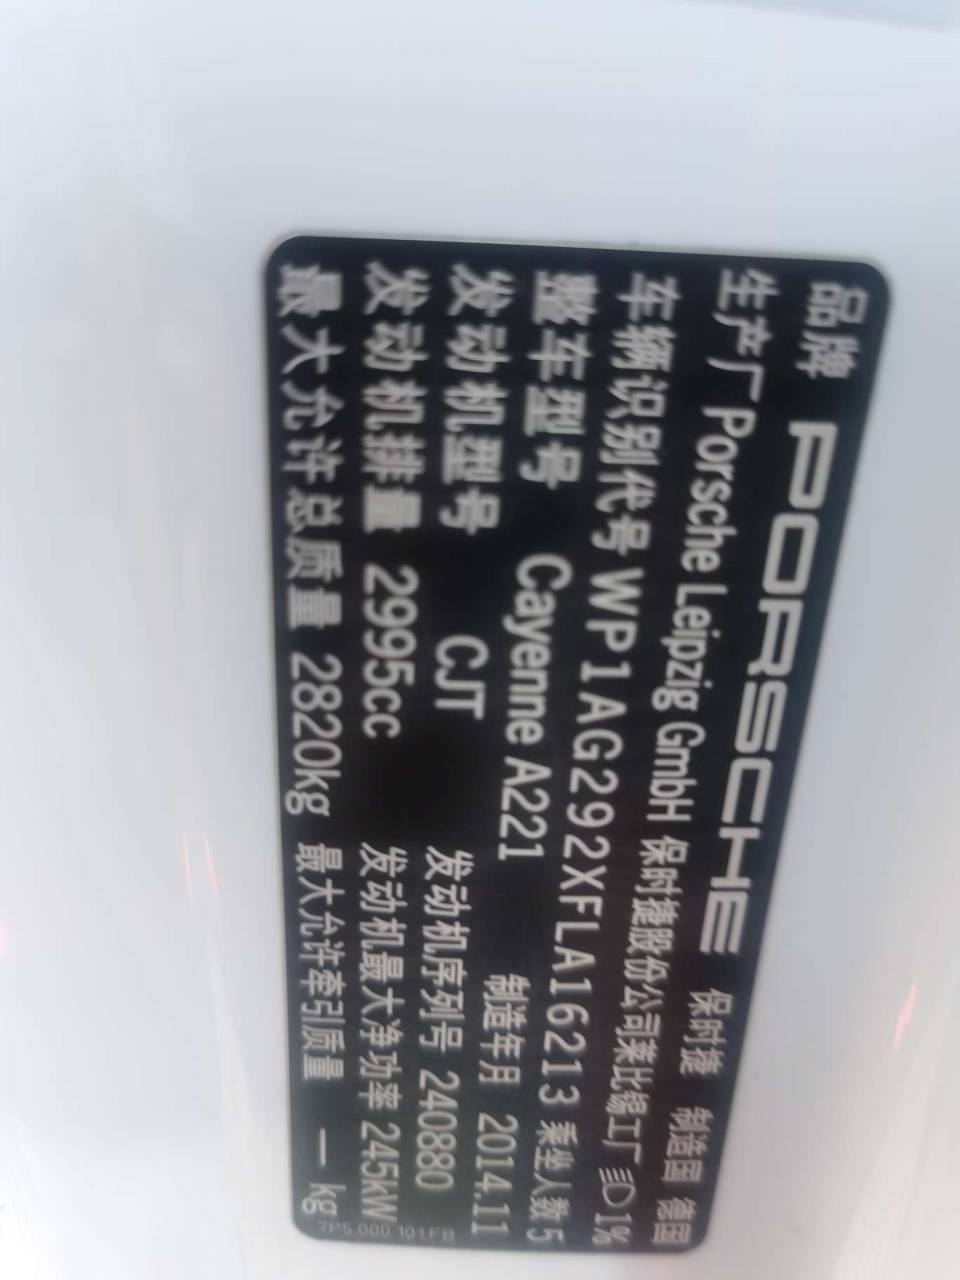 品牌 PORSCHE 保时捷 制造国 德国
生产厂 Porsche Leipzig GmbH 保时捷股份公司莱比锡工厂 1%
车辆识别代号 WP1AG292XFLA16213 乘坐人数 5
整车型号 Cayenne A221 制造年月 2014.11
发动机型号 CJT 发动机序列号 240880
发动机排量 2995cc 发动机最大净功率 245kW
最大允许总质量 2820kg 最大允许牵引质量 — kg
7P5.000.101.FB